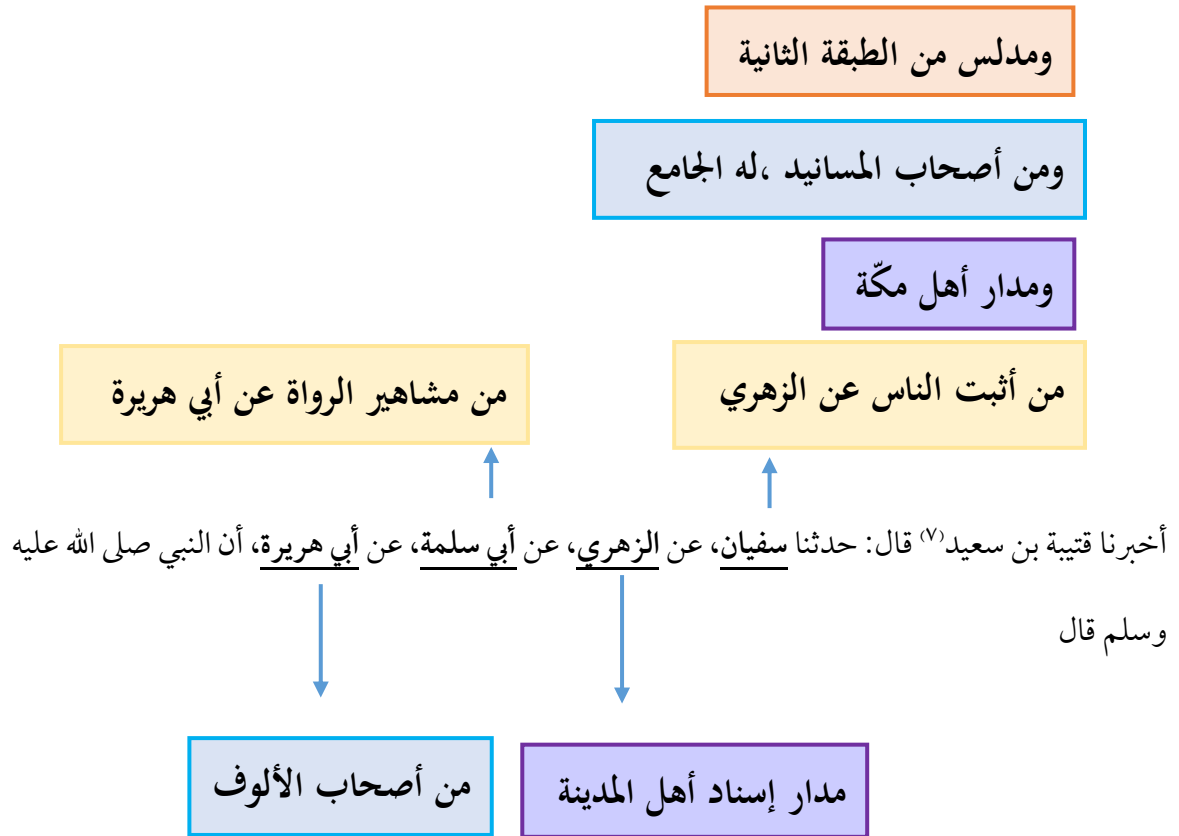 ومدلس من الطبقة الثانية
ومن أصحاب المسانيد ،له الجامع
ومدار أهل مكّة
من أثبت الناس عن الزهري
من مشاهير الرواة عن أبي هريرة
أخبرنا قتيبة بن سعيد(٧) قال: حدثنا سفيان، عن الزهري، عن أبي سلمة، عن أبي هريرة، أن النبي صلى الله عليه
وسلم قال
مدار إسناد أهل المدينة
من أصحاب الألوف